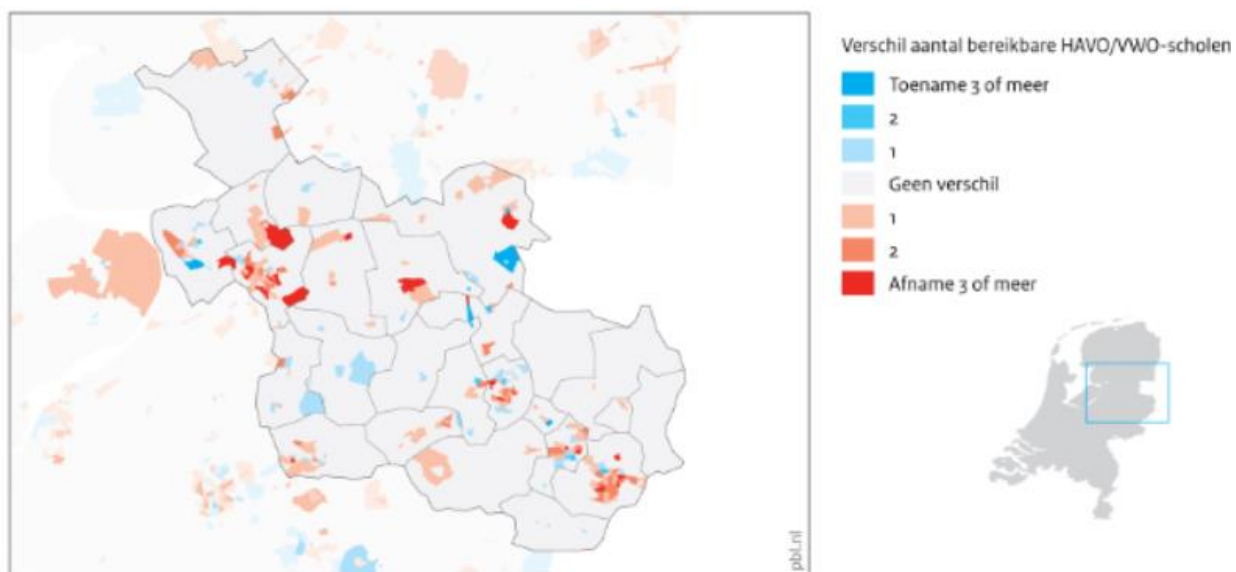 Verschil aantal bereikbare HAVO/VWO-scholen
Toename 3 of meer
2
1
Geen verschil
1
2
Afname 3 of meer
pbl.nl